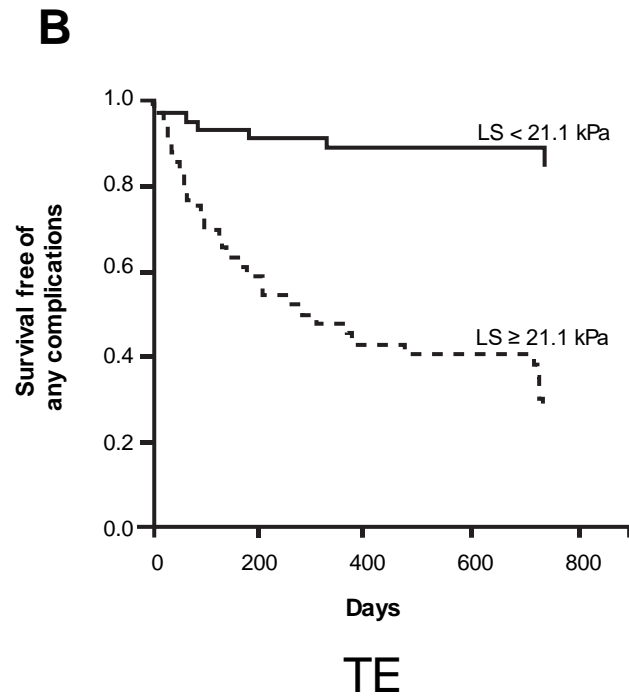 B
Survival free of
any complications
1.0
0.8
0.6
0.4
0.2
0.0
LS < 21.1 kPa
LS ≥ 21.1 kPa
0 200 400 600 800
Days
TE